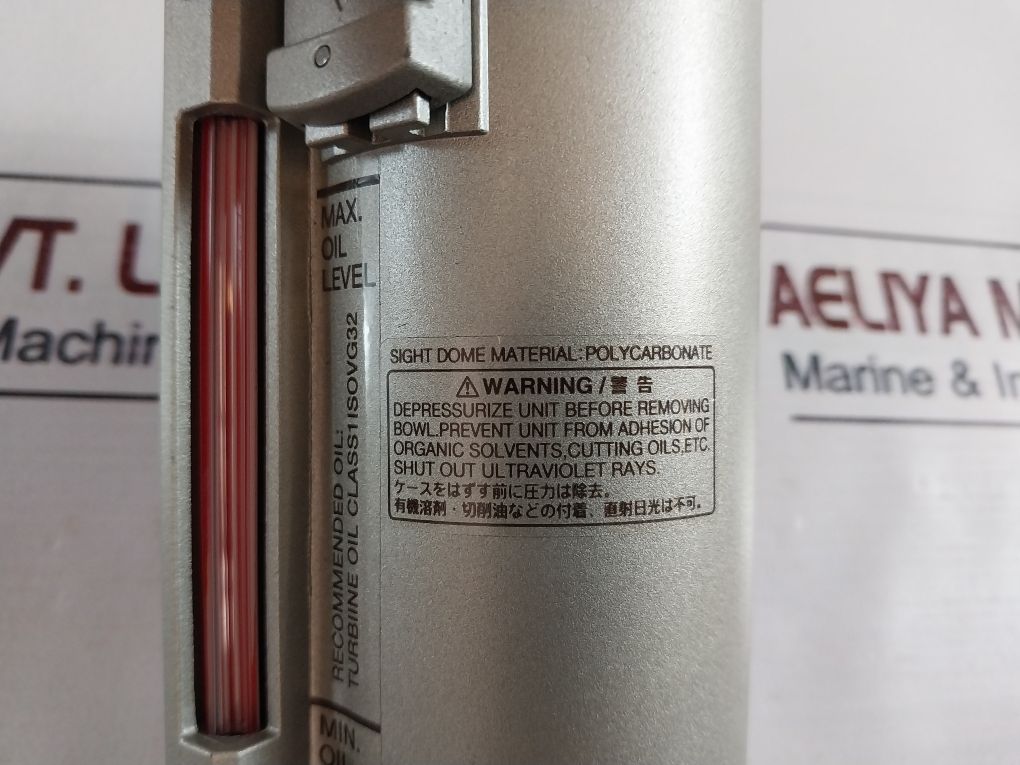 MAX.
OIL
LEVEL
RECOMMENDED OIL:
TURBIINE OIL CLASS1ISOVG32
MIN.
OIL
SIGHT DOME MATERIAL:POLYCARBONATE
⚠ WARNING/警告
DEPRESSURIZE UNIT BEFORE REMOVING
BOWL.PREVENT UNIT FROM ADHESION OF
ORGANIC SOLVENTS,CUTTING OILS,ETC.
SHUT OUT ULTRAVIOLET RAYS.
ケースをはずす前に圧力は除去。
有機溶剤・切削油などの付着、直射日光は不可。
VT. L
Machin
AELIYA M
Marine & In